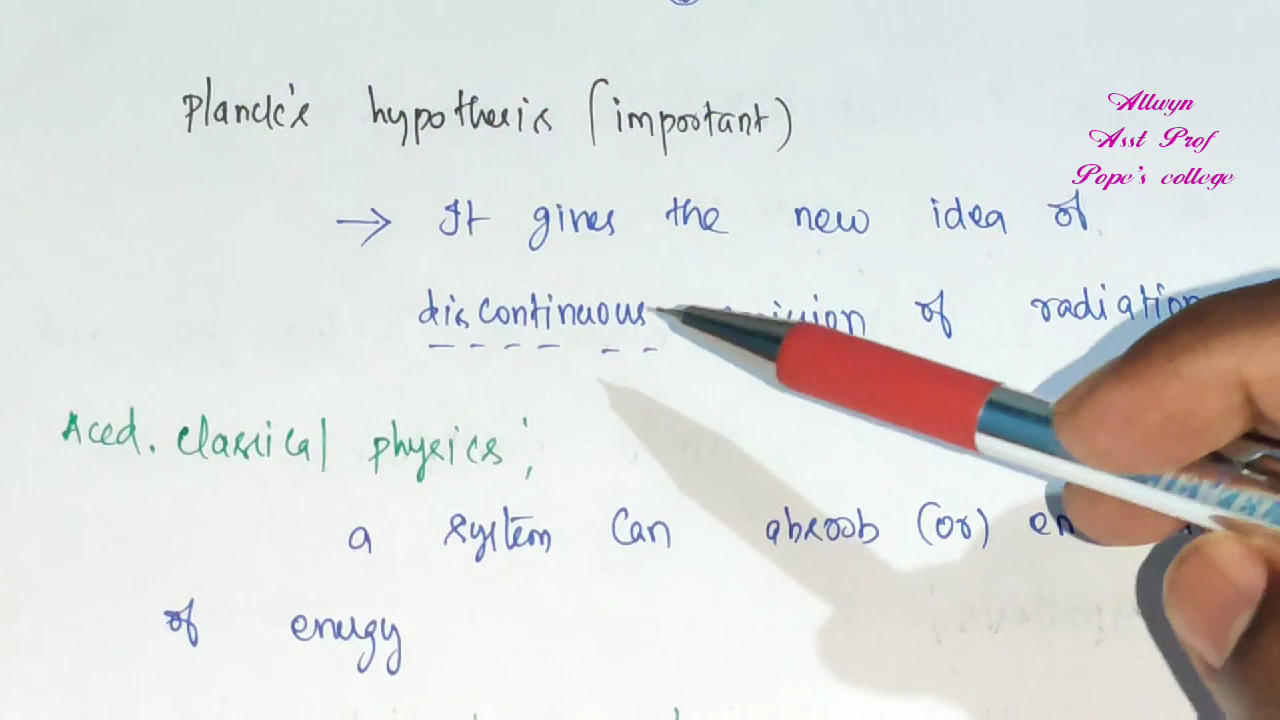 Planck's hypothesis (important)
Allwyn
Asst Prof
Pope's college
→ It gives the new idea of
discontinuous of radiation
Aced. classical physics;
a system can absorb (or)
of energy